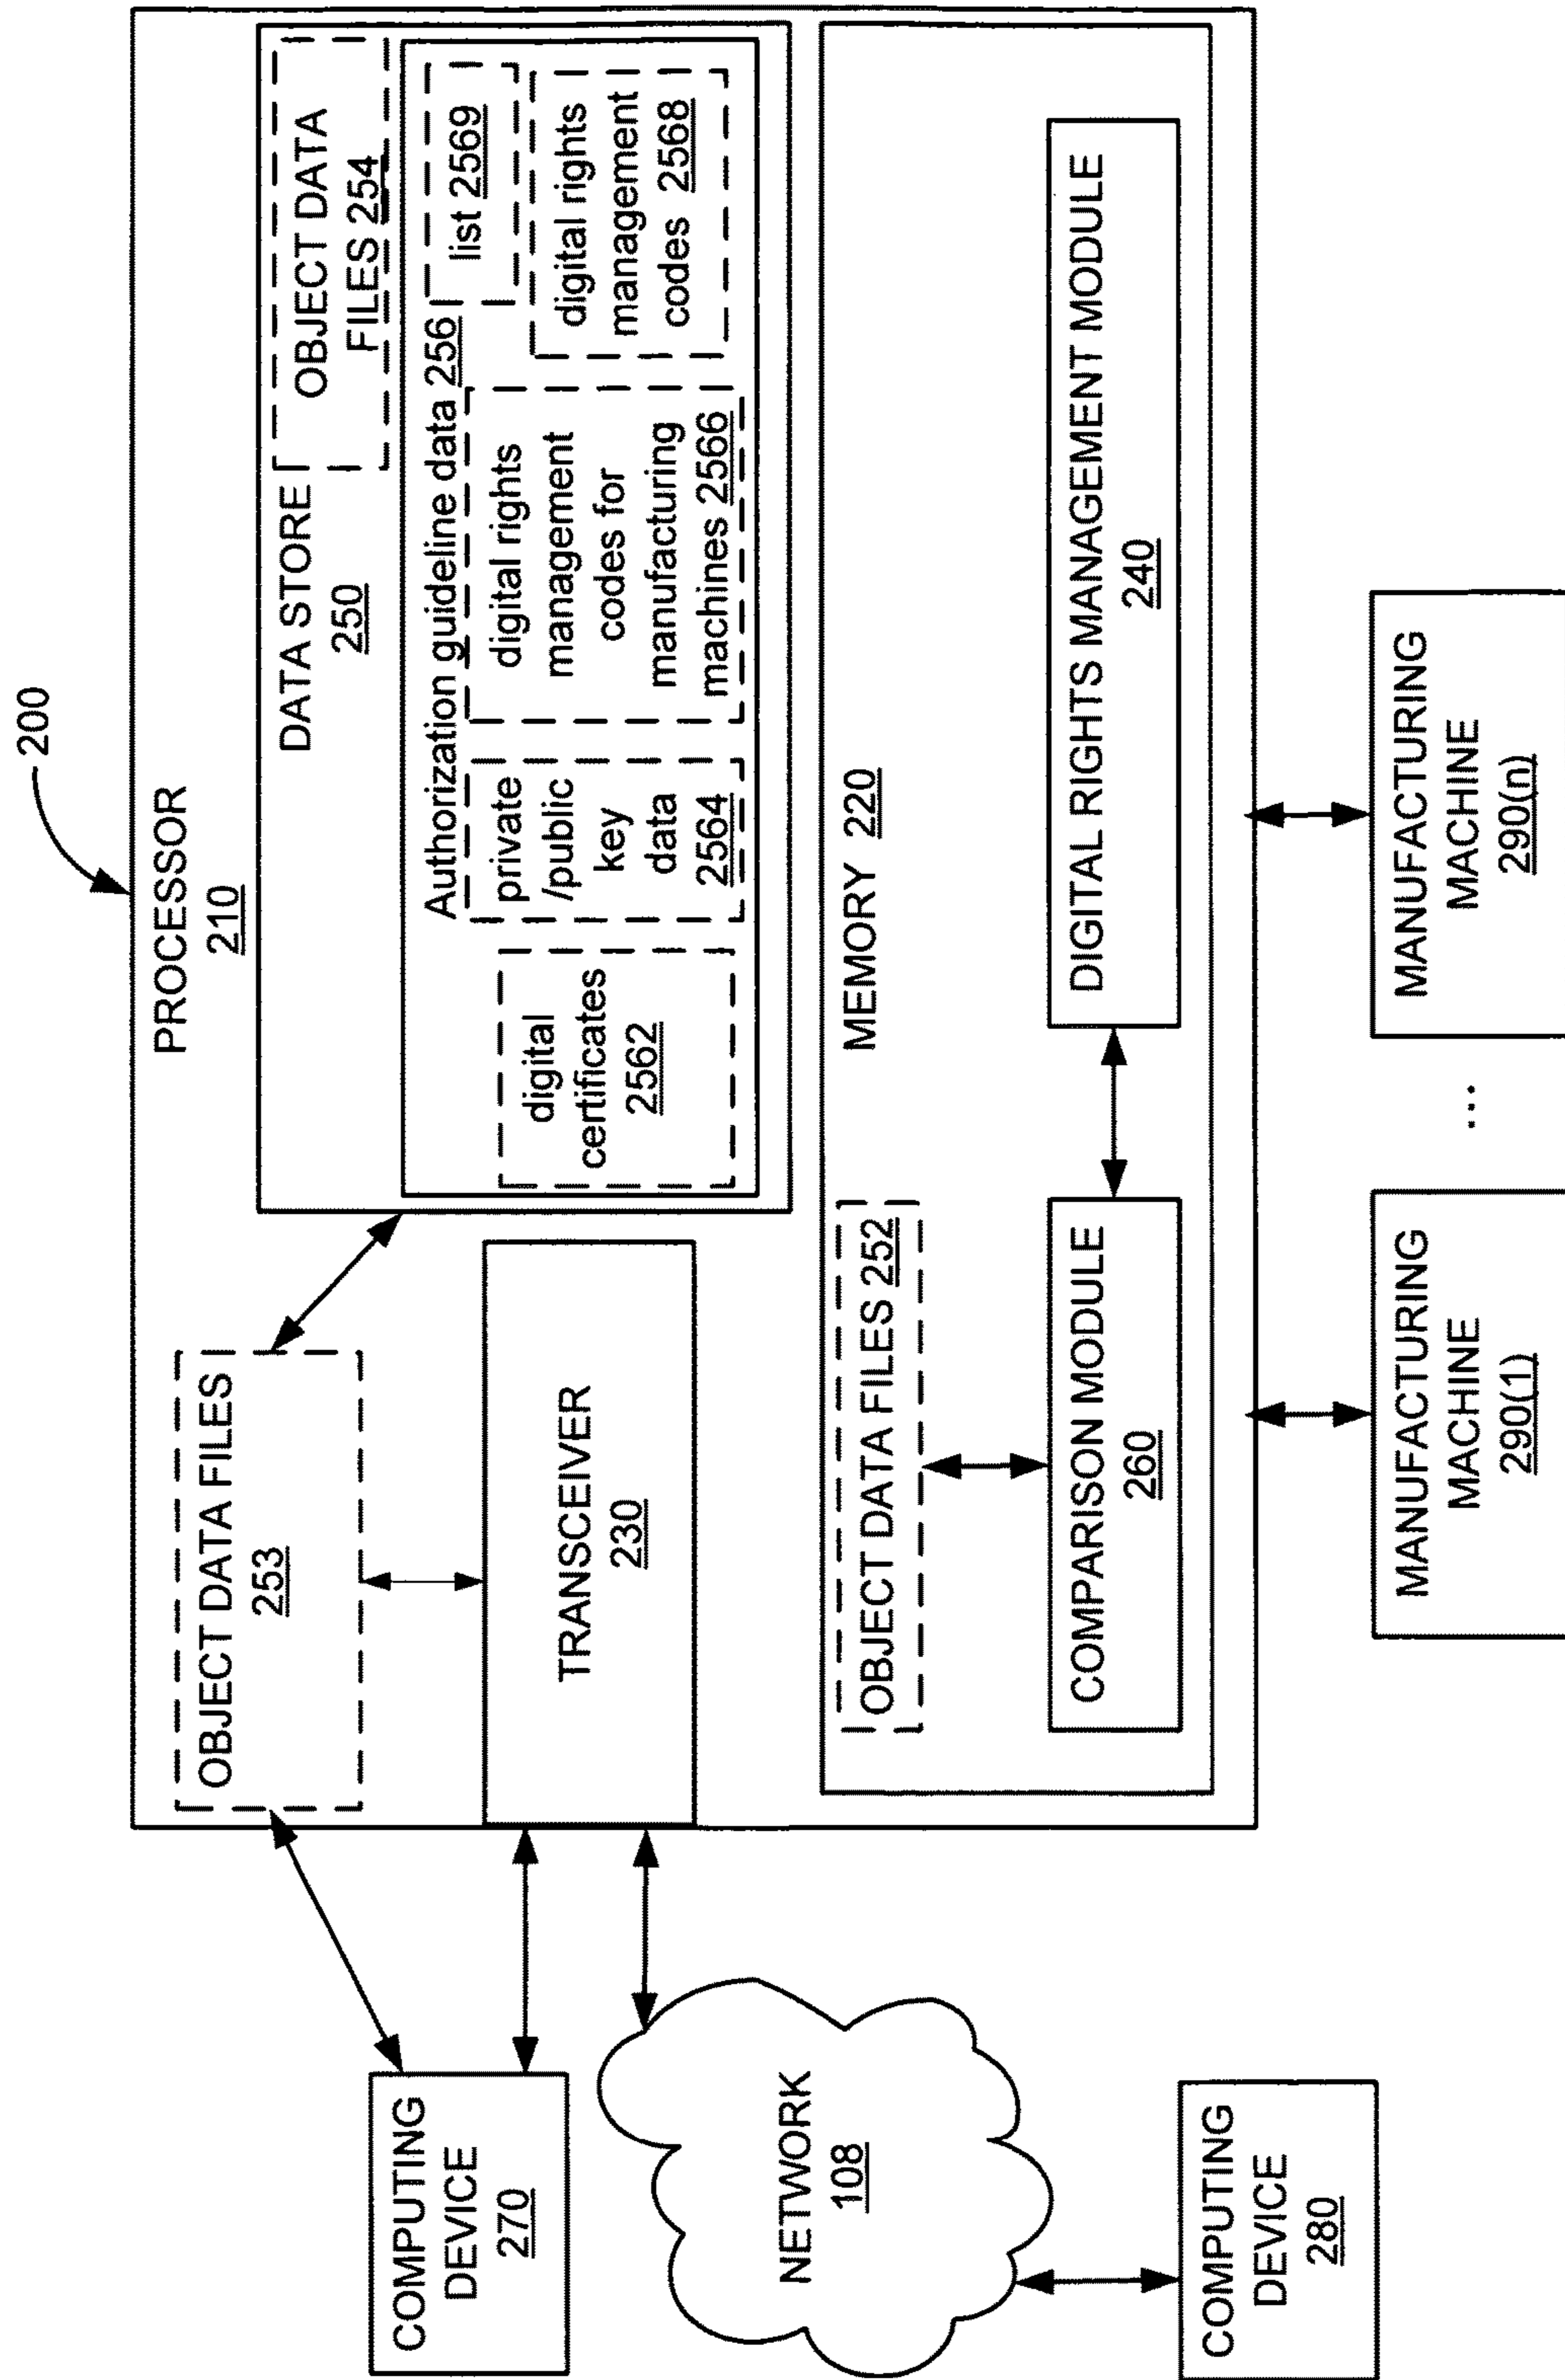 200
PROCESSOR
210
OBJECT DATA FILES
253
TRANSCEIVER
230
DATA STORE
250
OBJECT DATA
FILES 254
Authorization guideline data 256
digital
certificates
2562
private
/public
key
data
2564
digital rights
management
codes for
manufacturing
machines 2566
list 2569
digital rights
management
codes 2568
MEMORY 220
OBJECT DATA FILES 252
COMPARISON MODULE
260
DIGITAL RIGHTS MANAGEMENT MODULE
240
COMPUTING
DEVICE
270
NETWORK
108
COMPUTING
DEVICE
280
MANUFACTURING
MACHINE
290(1)
...
MANUFACTURING
MACHINE
290(n)